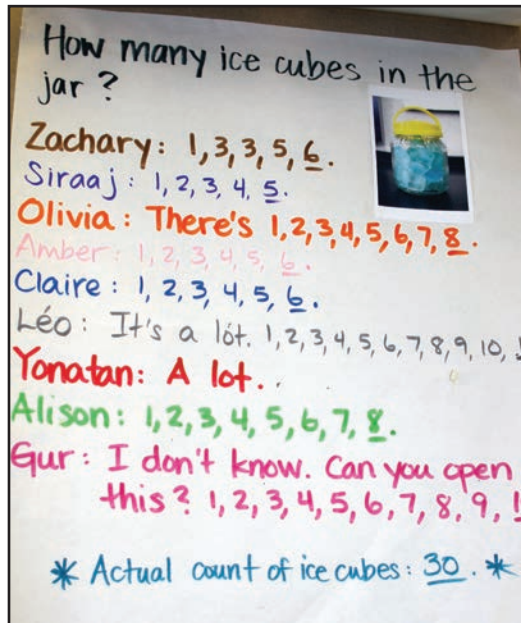 How many ice cubes in the
jar?
Zachary: 1,3,3,5,6.
Siraaj: 1,2,3,4,5.
Olivia: There's 1,2,3,4,5,6,7,8.
Amber: 1,2,3,4,5,6.
Claire: 1,2,3,4,5,6.
Léo: It's a lot. 1,2,3,4,5,6,7,8,9,10,
Yonatan: A lot.
Alison: 1,2,3,4,5,6,7,8.
Gur: I don't know. Can you open
this? 1,2,3,4,5,6,7,8,9,
* Actual count of ice cubes: 30. *